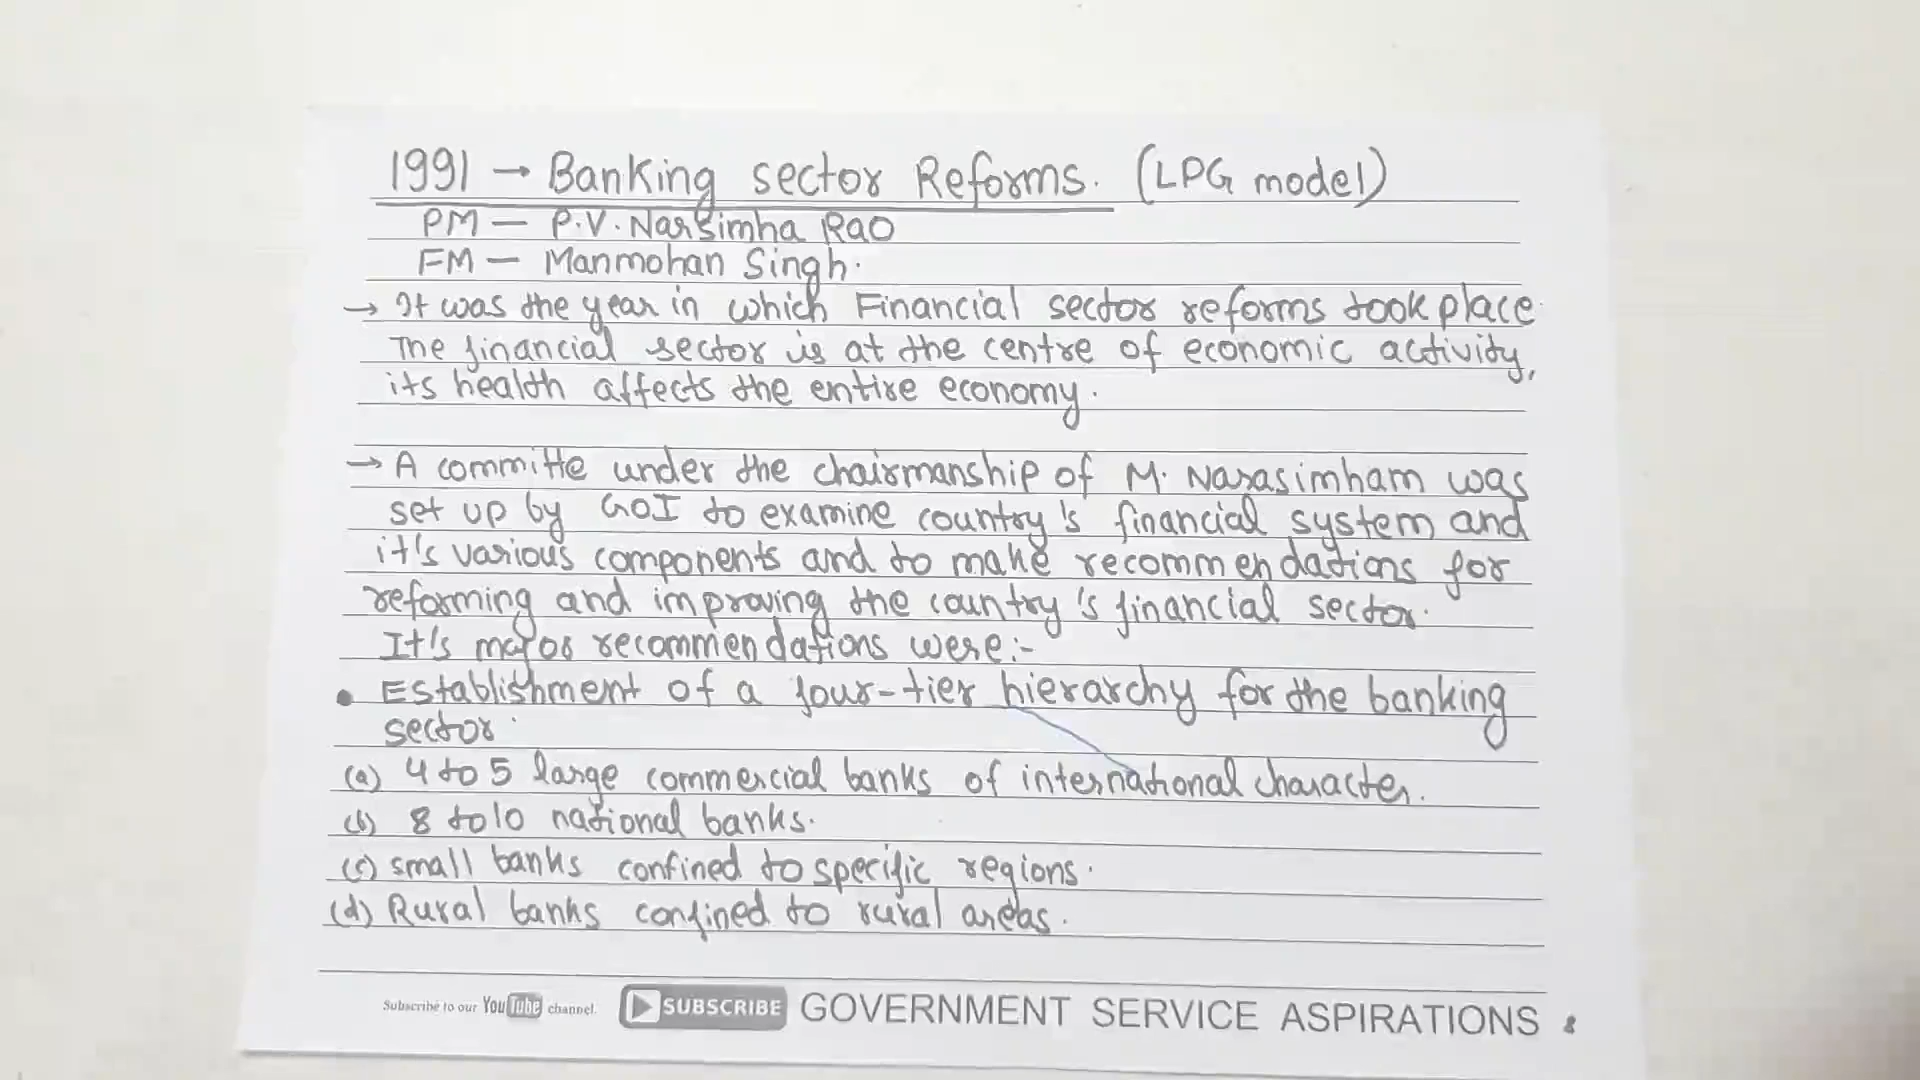 1991 → Banking sector Reforms. (LPG model)
PM — P.V. Narsimha Rao
FM — Manmohan Singh.
→ It was the year in which Financial sector reforms took place.
The financial sector is at the centre of economic activity,
its health affects the entire economy.
→ A committe under the chairmanship of M. Narasimham was
set up by GOI to examine country's financial system and
it's various components and to make recommendations for
reforming and improving the country's financial sector.
It's major recommendations were:-
• Establishment of a four-tier hierarchy for the banking
sector.
(a) 4 to 5 large commercial banks of international character.
(b) 8 to 10 national banks.
(c) small banks confined to specific regions.
(d) Rural banks confined to rural areas.
Subscribe to our YouTube channel. SUBSCRIBE GOVERNMENT SERVICE ASPIRATIONS 8